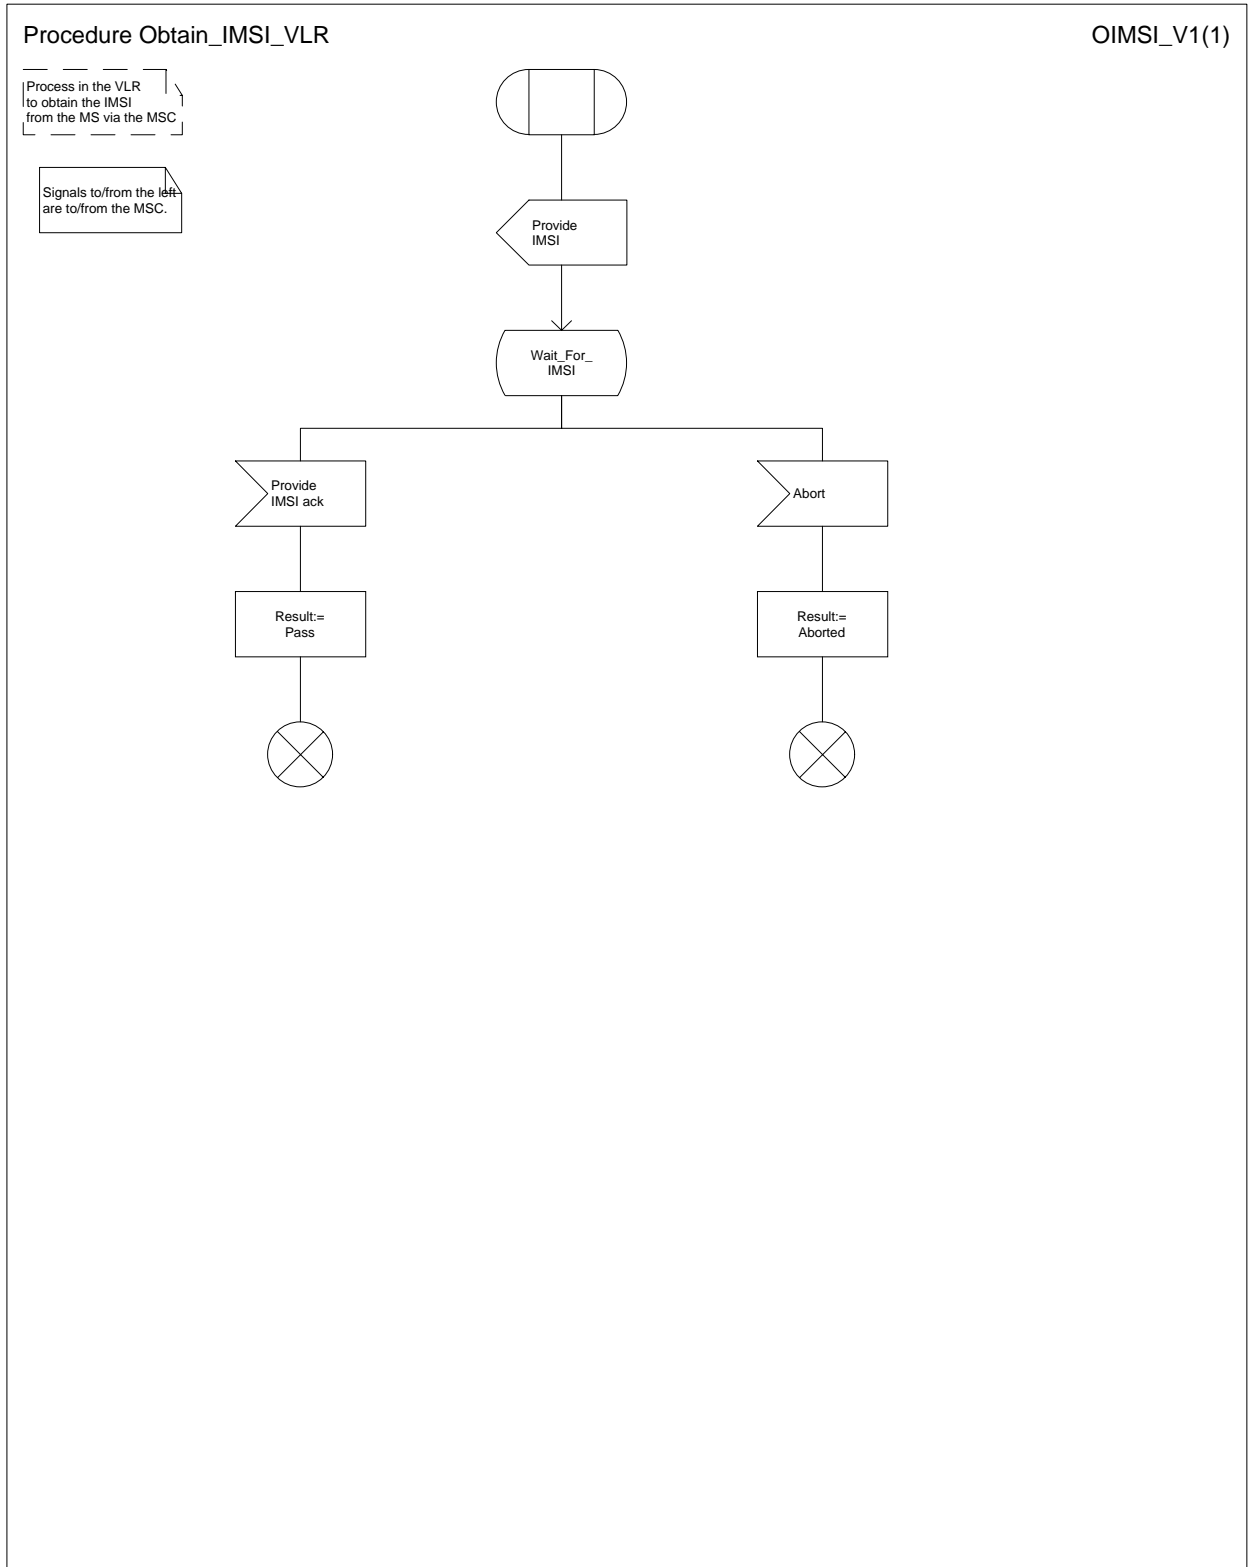 Procedure Obtain_IMSI_VLR
OIMSI_V1(1)
Process in the VLR
to obtain the IMSI
from the MS via the MSC
Signals to/from the left
are to/from the MSC.
Provide
IMSI
Wait_For_
IMSI
Provide
IMSI ack
Abort
Result:=
Pass
Result:=
Aborted